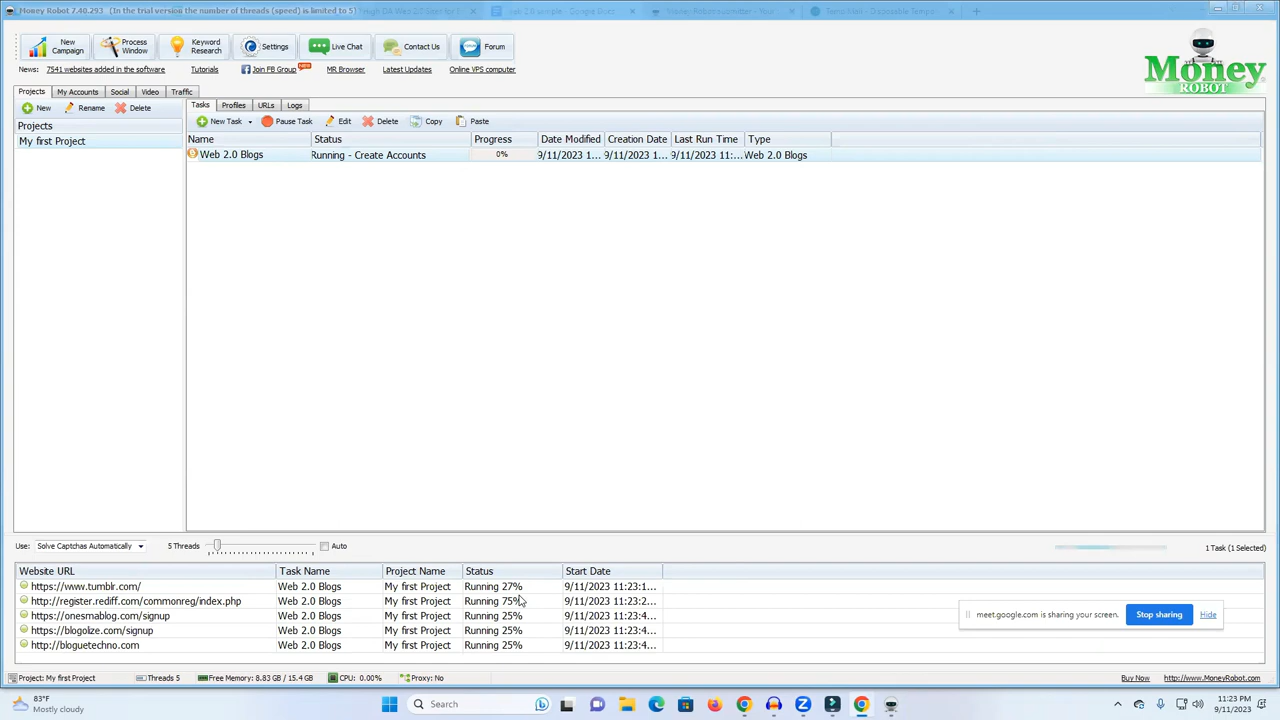 Money Robot 7.40.293 (In the trial version the number of threads (speed) is limited to 5)
New Campaign
Process Window
Keyword Research
Settings
Live Chat
Contact Us
Forum
Money ROBOT
News: 7541 websites added in the software Tutorials Join FB Group NEW MR Browser Latest Updates Online VPS computer
Projects My Accounts Social Video Traffic
Tasks Profiles URLs Logs
New Rename Delete
New Task Pause Task Edit Delete Copy Paste
Projects
Name Status Progress Date Modified Creation Date Last Run Time Type
My first Project
Web 2.0 Blogs Running - Create Accounts 0% 9/11/2023 1... 9/11/2023 1... 9/11/2023 11:... Web 2.0 Blogs
Use: Solve Captchas Automatically 5 Threads Auto 1 Task (1 Selected)
Website URL Task Name Project Name Status Start Date
https://www.tumblr.com/ Web 2.0 Blogs My first Project Running 27% 9/11/2023 11:23:1...
http://register.rediff.com/commonreg/index.php Web 2.0 Blogs My first Project Running 75% 9/11/2023 11:23:2...
https://onesmablog.com/signup Web 2.0 Blogs My first Project Running 25% 9/11/2023 11:23:4...
https://blogolize.com/signup Web 2.0 Blogs My first Project Running 25% 9/11/2023 11:23:4...
http://bloguetechno.com Web 2.0 Blogs My first Project Running 25% 9/11/2023 11:23:4...
meet.google.com is sharing your screen. Stop sharing Hide
Project: My first Project Threads 5 Free Memory: 8.83 GB / 15.4 GB CPU: 0.00% Proxy: No Buy Now http://www.MoneyRobot.com
83°F
Mostly cloudy
Search
11:23 PM
9/11/2023